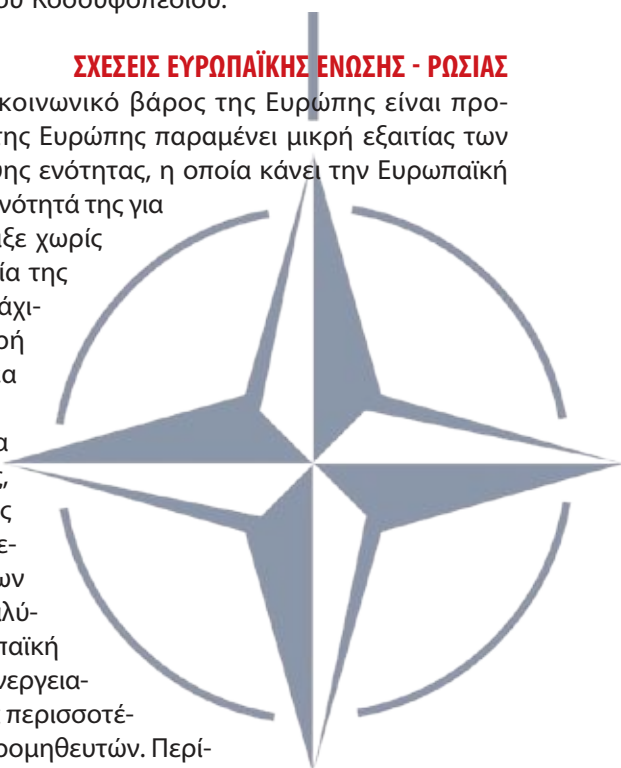 Κοσσυφοπεδίου.
ΣΧΕΣΕΙΣ ΕΥΡΩΠΑΪΚΗΣ ΕΝΩΣΗΣ - ΡΩΣΙΑΣ
κοινωνικό βάρος της Ευρώπης είναι προ-
της Ευρώπης παραμένει μικρή εξαιτίας των
ης ενότητας, η οποία κάνει την Ευρωπαϊκή
νότητά της για
ξε χωρίς
ία της
άχι-
ρή
α
α
ς,
ς
ε-
ων
λύ-
παϊκή
νεργεια-
περισσοτέ-
ρομηθευτών. Περί-